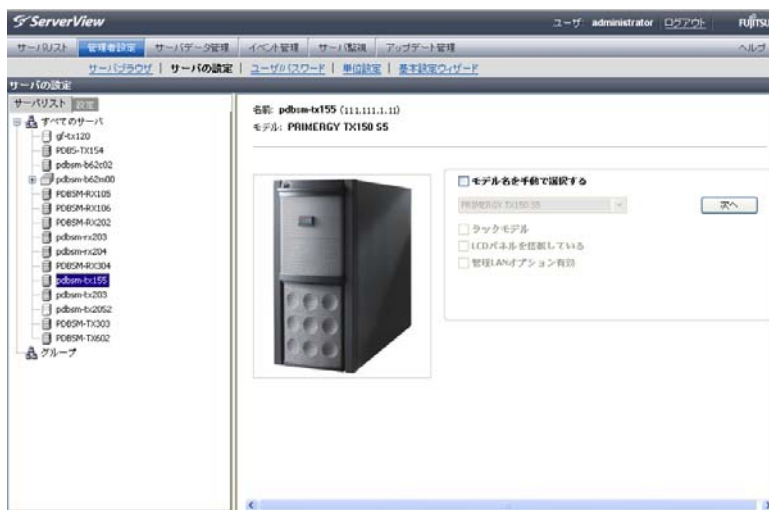 ServerView
ユーザ: administrator ログアウト FUJITSU
サーバリスト 管理者設定 サーバデータ管理 イベント管理 サーバ監視 アップデート管理 ヘルプ
サーバブラウザ | サーバの設定 | ユーザ/パスワード | 単位設定 | 基本設定ウィザード
サーバの設定
サーバリスト 設定
すべてのサーバ
gf-tx120
PDBS-TX154
pdbsm-b62c02
pdbsm-b62m00
PDBSM-RX105
PDBSM-RX106
PDBSM-RX202
pdbsm-rx203
pdbsm-rx204
PDBSM-RX304
pdbsm-tx155
pdbsm-tx203
pdbsm-tx2052
PDBSM-TX303
PDBSM-TX602
グループ
名前: pdbsm-tx155 (111.111.1.11)
モデル: PRIMERGY TX150 S5
モデル名を手動で選択する
PRIMERGY TX150 S5
次へ
ラックモデル
LCDパネルを搭載している
管理LANオプション有効